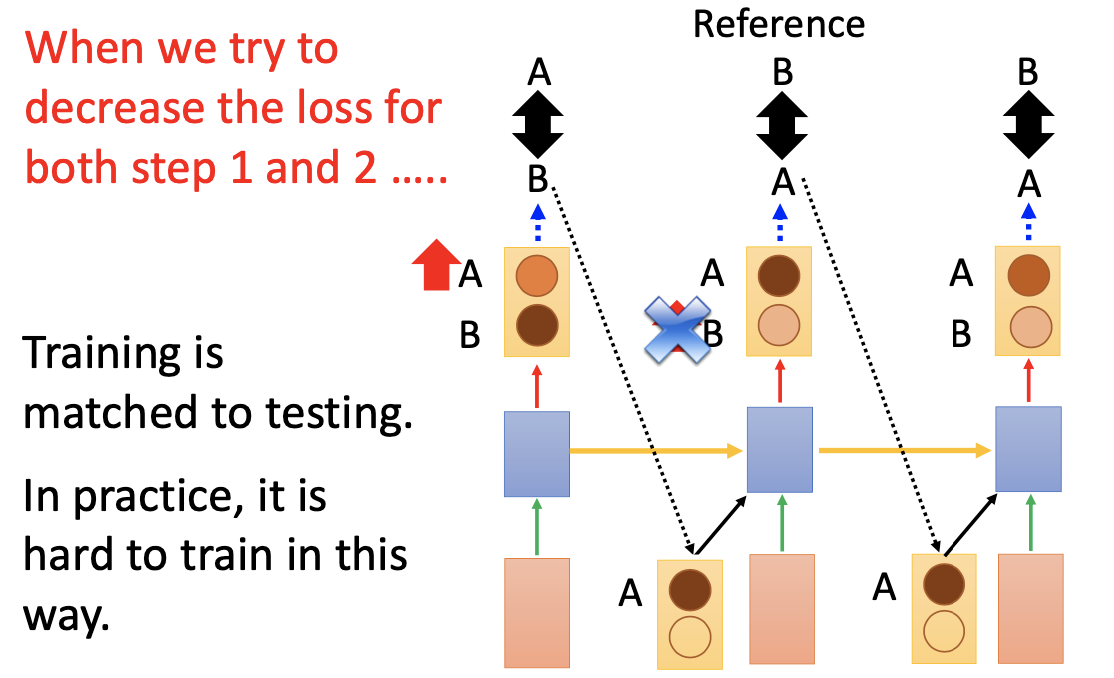 When we try to
decrease the loss for
both step 1 and 2 .....
Reference
A
B
B
B
A
A
A
B
A
B
A
B
Training is
matched to testing.
In practice, it is
hard to train in this
way.
A
A